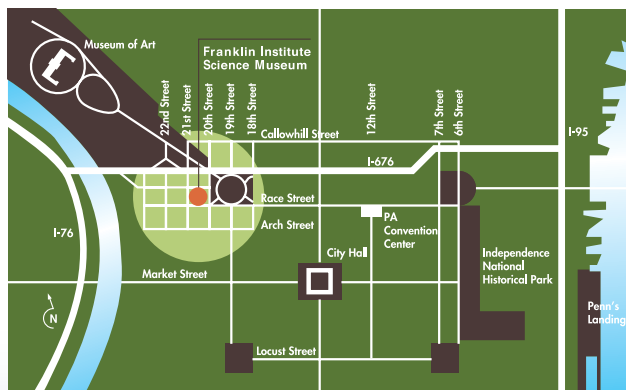 Museum of Art
Franklin Institute
Science Museum
22nd Street
21st Street
20th Street
19th Street
18th Street
12th Street
7th Street
6th Street
I-95
Callowhill Street
I-676
Race Street
Arch Street
PA
Convention
Center
I-76
City Hall
Market Street
Independence
National
Historical Park
N
Penn's
Landing
Locust Street